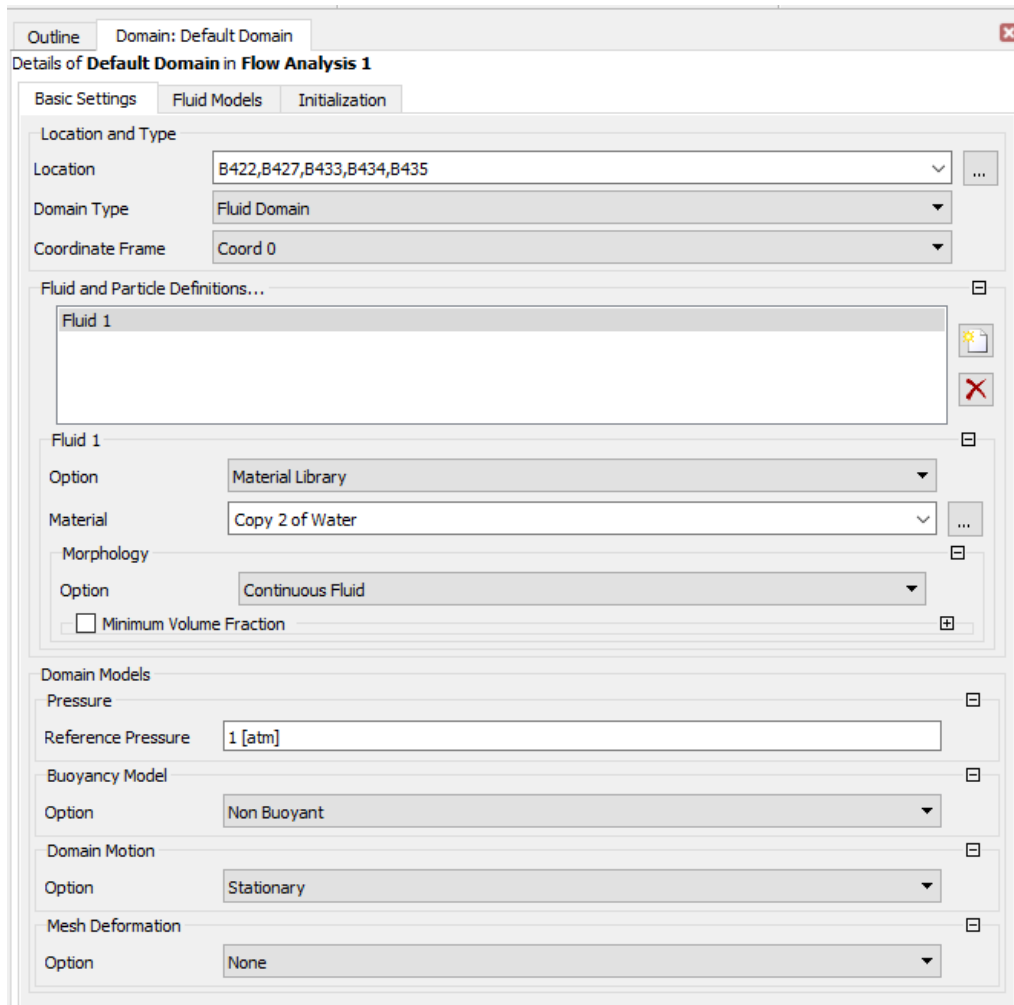 Outline Domain: Default Domain
Details of Default Domain in Flow Analysis 1
Basic Settings Fluid Models Initialization
Location and Type
Location B422,B427,B433,B434,B435 ...
Domain Type Fluid Domain
Coordinate Frame Coord 0
Fluid and Particle Definitions...
Fluid 1
Fluid 1
Option Material Library
Material Copy 2 of Water ...
Morphology
Option Continuous Fluid
Minimum Volume Fraction
Domain Models
Pressure
Reference Pressure 1 [atm]
Buoyancy Model
Option Non Buoyant
Domain Motion
Option Stationary
Mesh Deformation
Option None